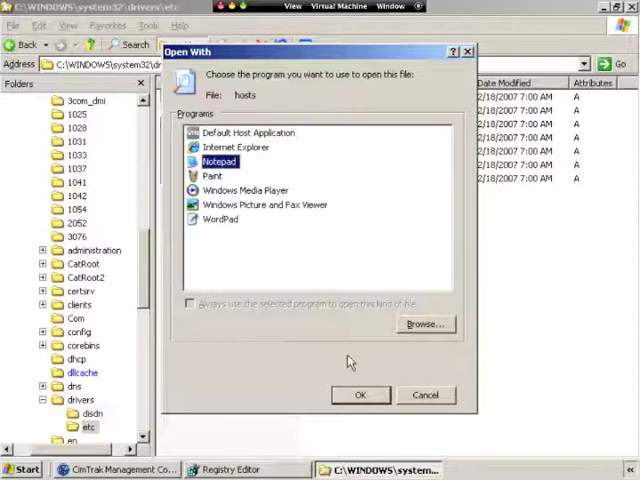 C:\WINDOWS\system32\drivers\etc
View Virtual Machine Window
File Edit View Favorites Tools Help
Back Search
Address C:\WINDOWS\system32\d Go
Open With
Choose the program you want to use to open this file:
File: hosts
Programs
Default Host Application
Internet Explorer
Notepad
Paint
Windows Media Player
Windows Picture and Fax Viewer
WordPad
Always use the selected program to open this kind of file
Browse...
OK Cancel
Folders
3com_dmi
1025
1028
1031
1033
1037
1041
1042
1054
2052
3076
administration
CatRoot
CatRoot2
certsrv
clients
Com
config
corebins
dhcp
dllcache
dns
drivers
disdn
etc
en
Date Modified Attributes
2/18/2007 7:00 AM A
2/18/2007 7:00 AM A
2/18/2007 7:00 AM A
2/18/2007 7:00 AM A
2/18/2007 7:00 AM A
2/18/2007 7:00 AM A
2/18/2007 7:00 AM A
Start CimTrak Management Co... Registry Editor C:\WINDOWS\system...